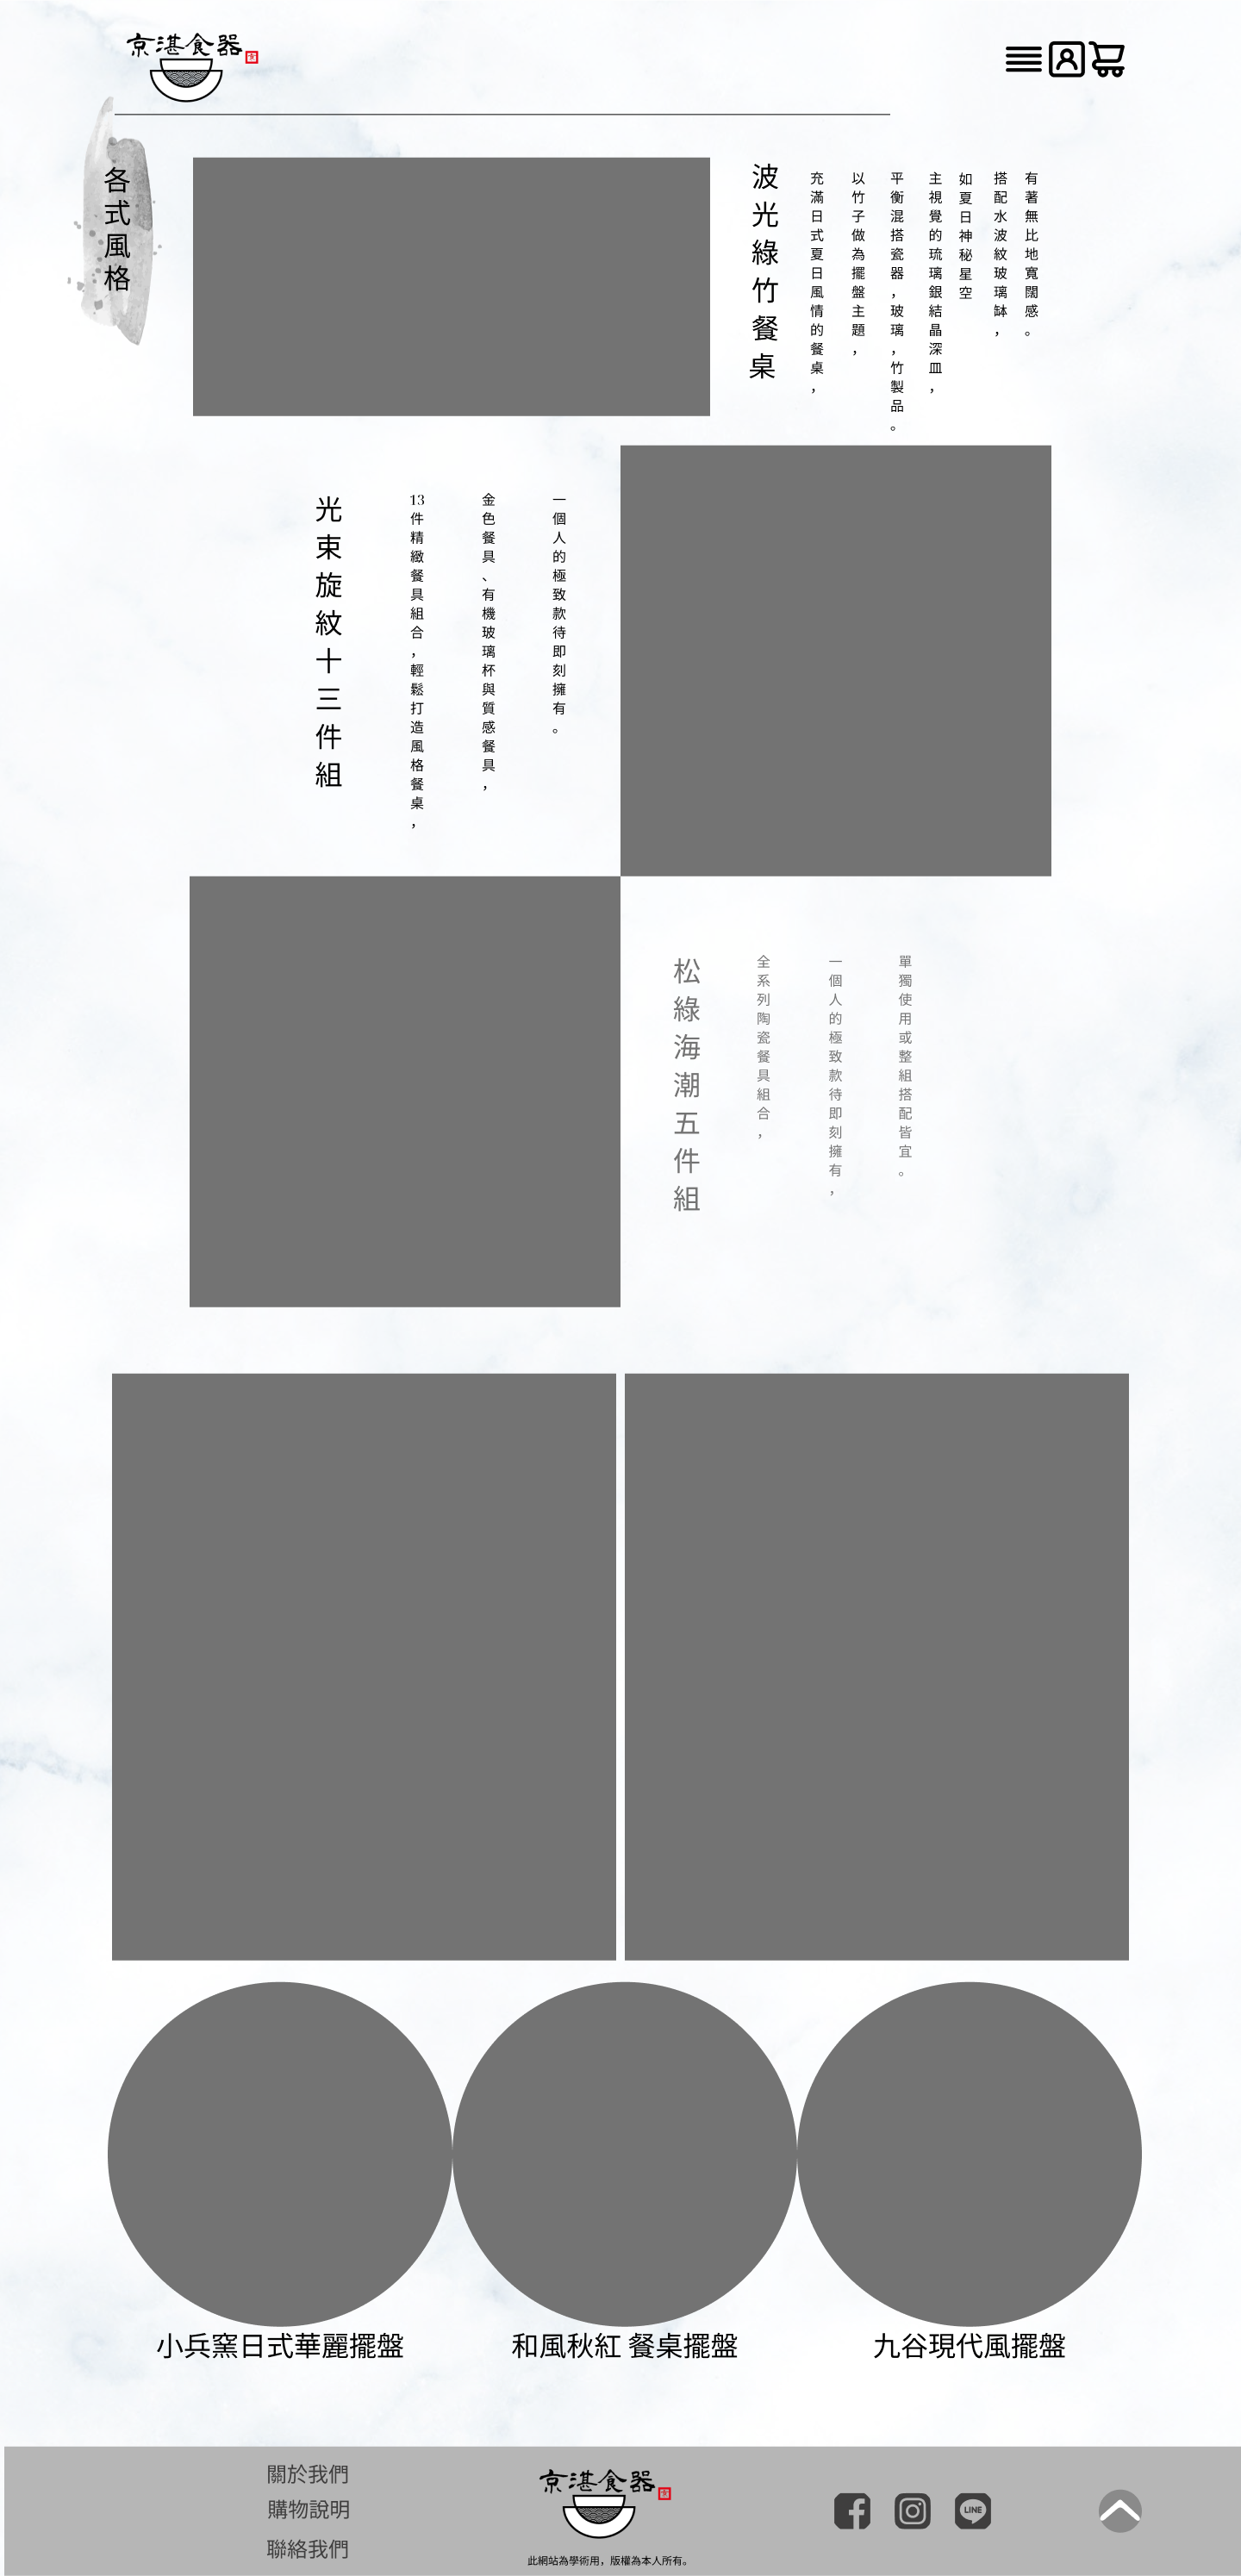 京湛食器
各式風格
波光綠竹餐桌
充滿日式夏日風情的餐桌，
以竹子做為擺盤主題，
平衡混搭瓷器，玻璃，竹製品。
主視覺的琉璃銀結晶深皿，
如夏日神秘星空
搭配水波紋玻璃缽，
有著無比地寬闊感。
光束旋紋十三件組
13件精緻餐具組合，輕鬆打造風格餐桌，
金色餐具、有機玻璃杯與質感餐具，
一個人的極致款待即刻擁有。
松綠海潮五件組
全系列陶瓷餐具組合，
一個人的極致款待即刻擁有，
單獨使用或整組搭配皆宜。
小兵窯日式華麗擺盤
和風秋紅 餐桌擺盤
九谷現代風擺盤
關於我們
購物說明
聯絡我們
京湛食器
此網站為學術用，版權為本人所有。
LINE